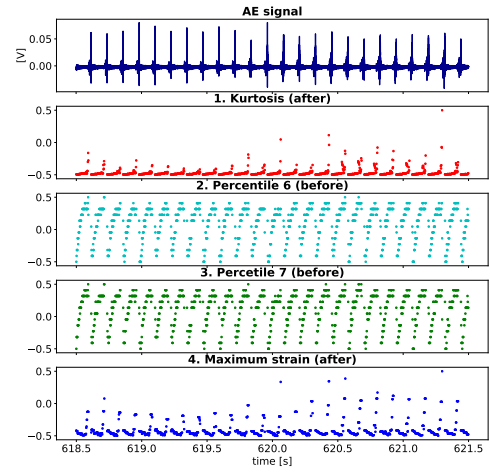 AE signal
[V]
0.05
0.00
1. Kurtosis (after)
0.5
0.0
−0.5
2. Percentile 6 (before)
0.5
0.0
−0.5
3. Percetile 7 (before)
0.5
0.0
−0.5
4. Maximum strain (after)
0.5
0.0
−0.5
618.5 619.0 619.5 620.0 620.5 621.0 621.5
time [s]